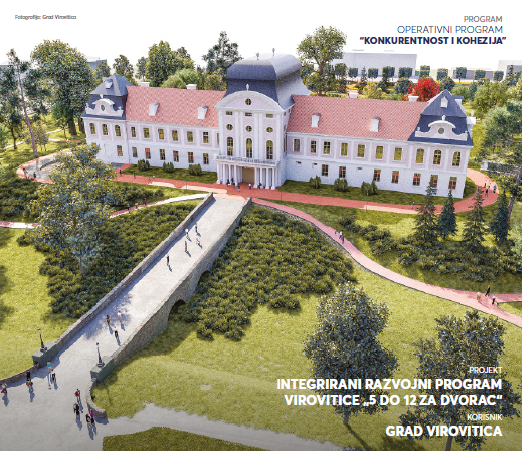 Fotografija: Grad Virovitica
PROGRAM
OPERATIVNI PROGRAM
"KONKURENTNOST I KOHEZIJA"
PROJEKT
INTEGRIRANI RAZVOJNI PROGRAM
VIROVITICE „5 DO 12 ZA DVORAC“
KORISNIK
GRAD VIROVITICA